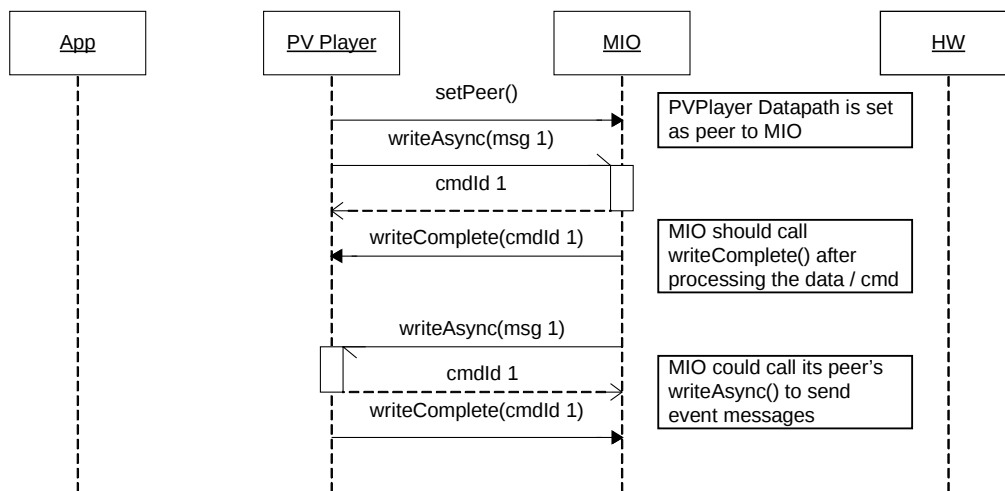 App
PV Player
MIO
HW
setPeer()
PVPlayer Datapath is set
as peer to MIO
writeAsync(msg 1)
cmdId 1
writeComplete(cmdId 1)
MIO should call
writeComplete() after
processing the data / cmd
writeAsync(msg 1)
cmdId 1
MIO could call its peer's
writeAsync() to send
event messages
writeComplete(cmdId 1)